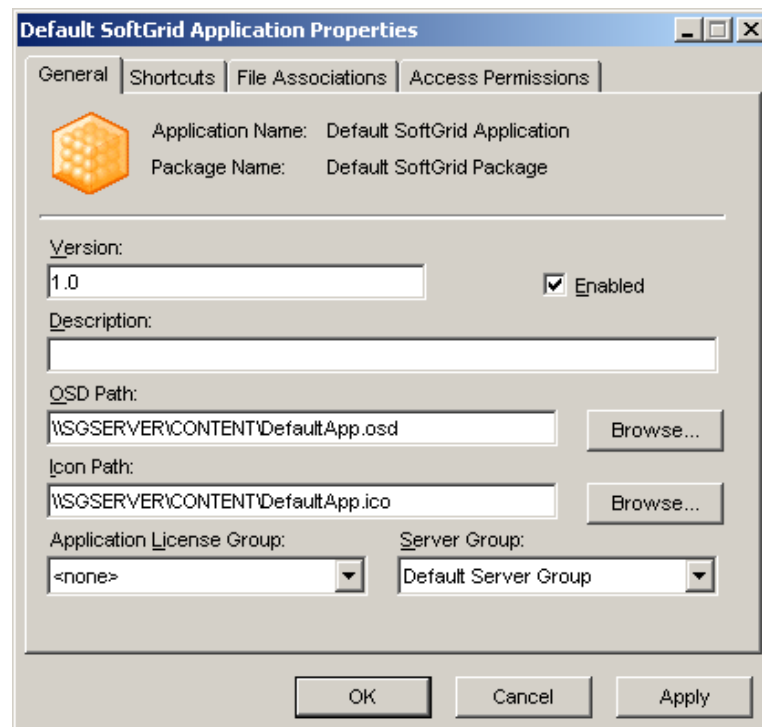 Default SoftGrid Application Properties
General Shortcuts File Associations Access Permissions
Application Name: Default SoftGrid Application
Package Name: Default SoftGrid Package
Version:
1.0
Enabled
Description:
OSD Path:
\\SGSERVER\CONTENT\DefaultApp.osd
Browse...
Icon Path:
\\SGSERVER\CONTENT\DefaultApp.ico
Browse...
Application License Group: Server Group:
<none> Default Server Group
OK Cancel Apply